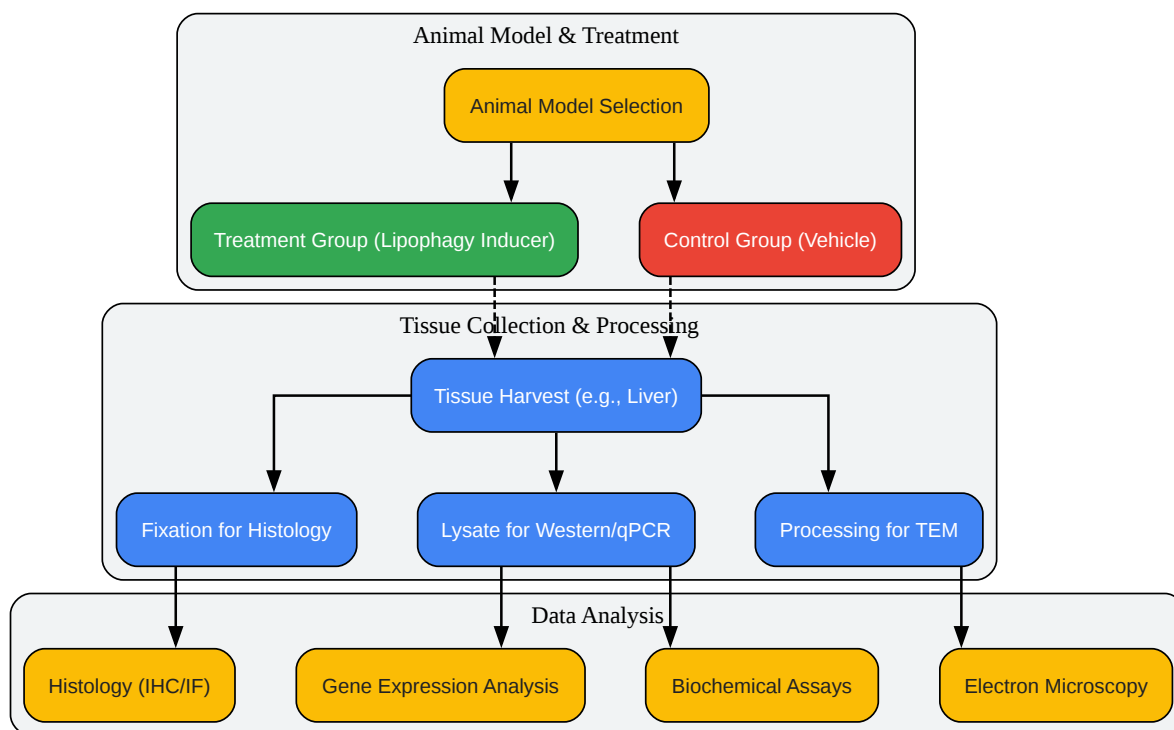 Animal Model & Treatment
Animal Model Selection
Treatment Group (Lipophagy Inducer)
Control Group (Vehicle)
Tissue Collection & Processing
Tissue Harvest (e.g., Liver)
Fixation for Histology
Lysate for Western/qPCR
Processing for TEM
Data Analysis
Histology (IHC/IF)
Gene Expression Analysis
Biochemical Assays
Electron Microscopy